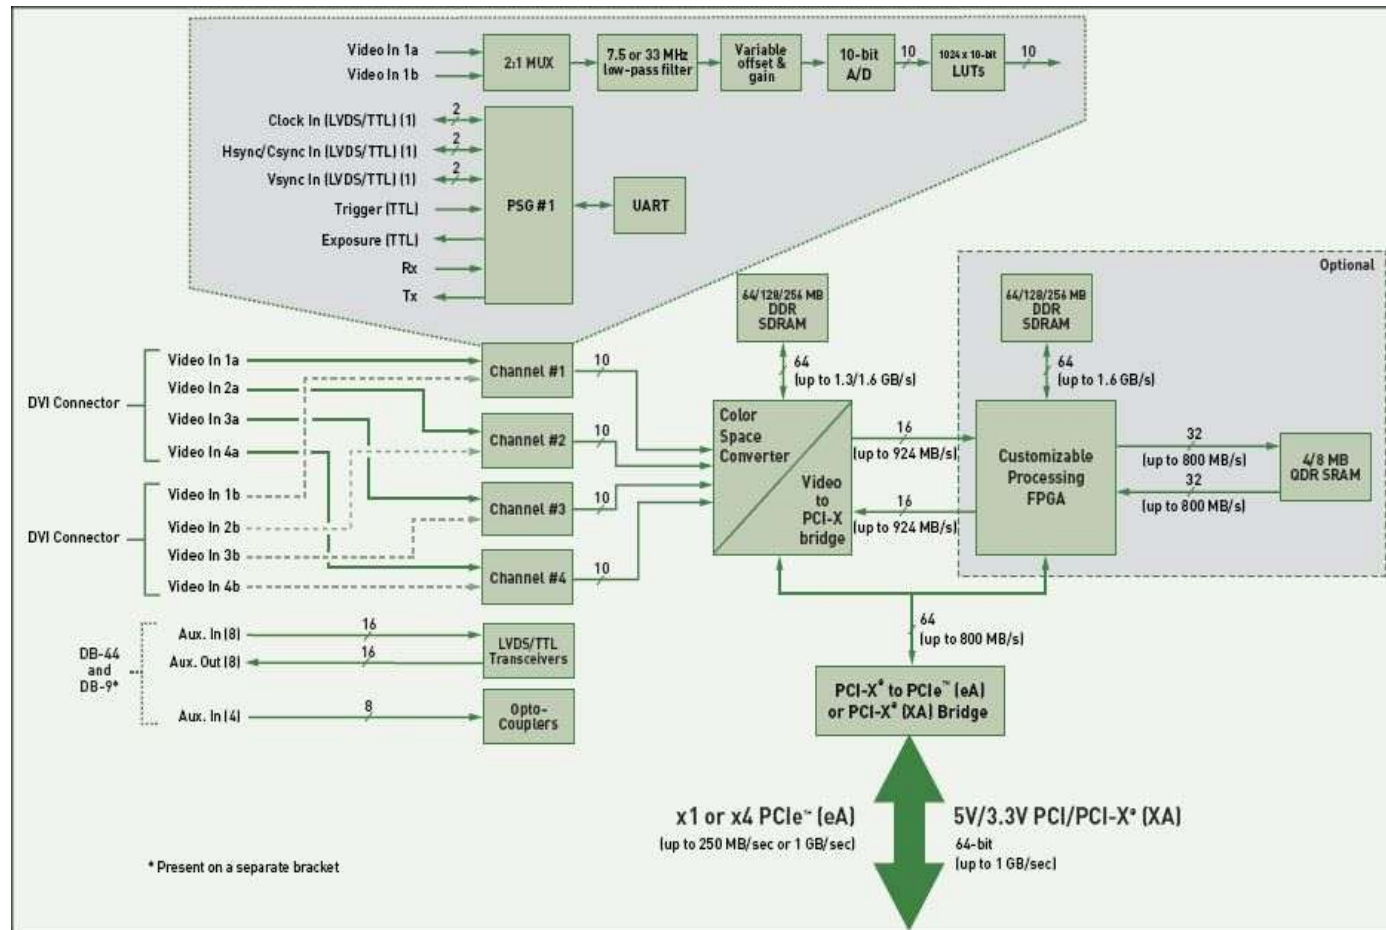 Video In 1a
Video In 1b
2:1 MUX
7.5 or 33 MHz
low-pass filter
Variable
offset &
gain
10-bit
A/D
10
1024 x 10-bit
LUTs
10
Clock In (LVDS/TTL) (1)
2
Hsync/Csync In (LVDS/TTL) (1)
2
Vsync In (LVDS/TTL) (1)
2
Trigger (TTL)
Exposure (TTL)
Rx
Tx
PSG #1
UART
Optional
64/128/256 MB
DDR
SDRAM
64
(up to 1.3/1.6 GB/s)
64/128/256 MB
DDR
SDRAM
64
(up to 1.6 GB/s)
DVI Connector
Video In 1a
Video In 2a
Video In 3a
Video In 4a
DVI Connector
Video In 1b
Video In 2b
Video In 3b
Video In 4b
Channel #1
10
Channel #2
10
Channel #3
10
Channel #4
10
Color
Space
Converter
Video
to
PCI-X
bridge
16
(up to 924 MB/s)
16
(up to 924 MB/s)
Customizable
Processing
FPGA
32
(up to 800 MB/s)
32
(up to 800 MB/s)
4/8 MB
QDR SRAM
64
(up to 800 MB/s)
DB-44
and
DB-9*
Aux. In (8)
16
Aux. Out (8)
16
LVDS/TTL
Transceivers
Aux. In (4)
8
Opto-
Couplers
PCI-X® to PCIe™ (eA)
or PCI-X® (XA) Bridge
x1 or x4 PCIe™ (eA)
(up to 250 MB/sec or 1 GB/sec)
5V/3.3V PCI/PCI-X® (XA)
64-bit
(up to 1 GB/sec)
* Present on a separate bracket